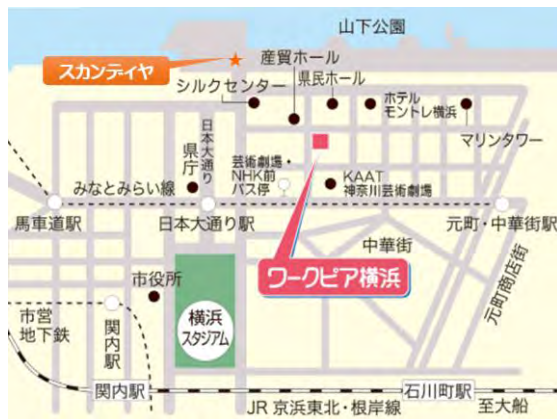 山下公園
スカンディヤ
産貿ホール
シルクセンター
県民ホール
ホテル
モントレ横浜
マリンタワー
日本大通り
県庁
芸術劇場・
NHK前
バス停
KAAT
神奈川芸術劇場
みなとみらい線
馬車道駅
日本大通り駅
元町・中華街駅
中華街
ワークピア横浜
元町商店街
市役所
横浜
スタジアム
市営
地下鉄
関内駅
関内駅
石川町駅
JR 京浜東北・根岸線
至大船